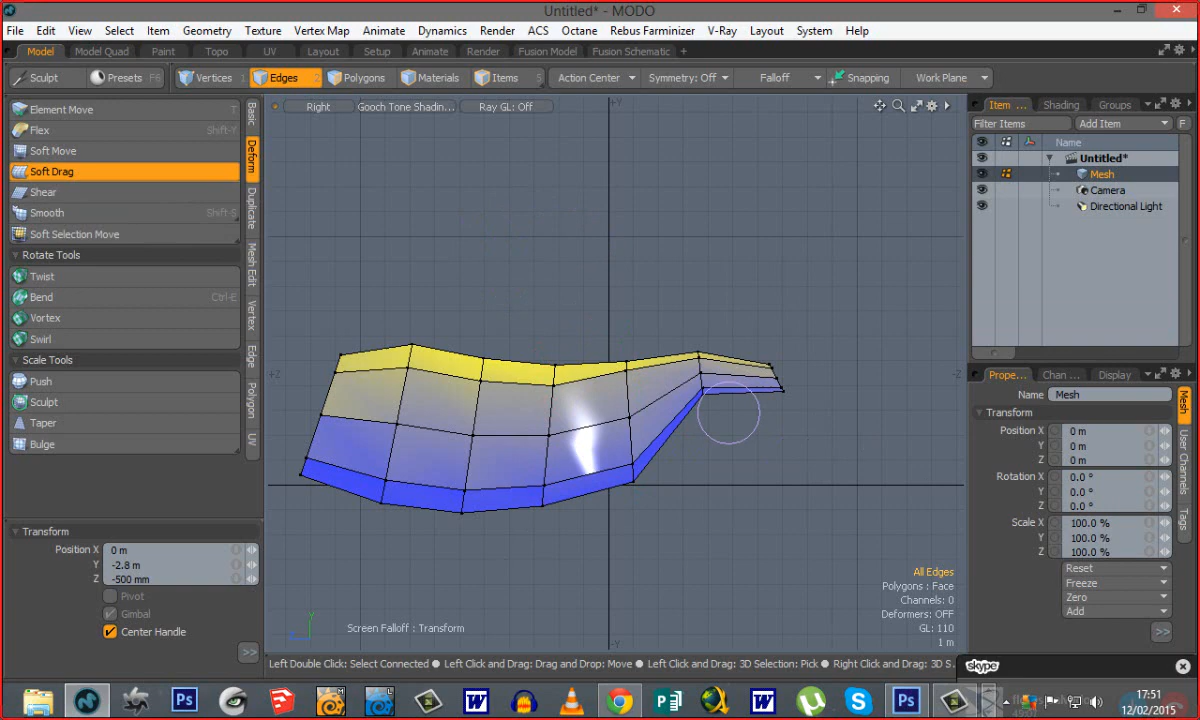 Untitled* - MODO
File Edit View Select Item Geometry Texture Vertex Map Animate Dynamics Render ACS Octane Rebus Farminizer V-Ray Layout System Help
Model Model Quad Paint Topo UV Layout Setup Animate Render Fusion Model Fusion Schematic +
Sculpt Presets F6 Vertices 1 Edges 2 Polygons Materials Items 5 Action Center Symmetry: Off Falloff Snapping Work Plane
Element Move T
Flex Shift-Y
Soft Move
Soft Drag
Shear
Smooth Shift-S
Soft Selection Move
Rotate Tools
Twist
Bend Ctrl-E
Vortex
Swirl
Scale Tools
Push
Sculpt
Taper
Bulge
Basic
Deform
Duplicate
Mesh Edit
Vertex
Edge
Polygon
UV
Transform
Position X 0 m
Y -2.8 m
Z -500 mm
Pivot
Gimbal
Center Handle
>>
Right Gooch Tone Shadin... Ray GL: Off
+Y
+Z
-Z
-Y
Y
Z
Screen Falloff : Transform
All Edges
Polygons : Face
Channels: 0
Deformers: OFF
GL: 110
1 m
Left Double Click: Select Connected ● Left Click and Drag: Drag and Drop: Move ● Left Click and Drag: 3D Selection: Pick ● Right Click and Drag: 3D S...
Item ... Shading Groups
Filter Items Add Item F
Name
Untitled*
Mesh
Camera
Directional Light
Prope... Chan ... Display
Name Mesh
Transform
Position X 0 m
Y 0 m
Z 0 m
Rotation X 0.0 °
Y 0.0 °
Z 0.0 °
Scale X 100.0 %
Y 100.0 %
Z 100.0 %
Reset
Freeze
Zero
Add
>>
Mesh
User Channels
Tags
skype
17:51
12/02/2015